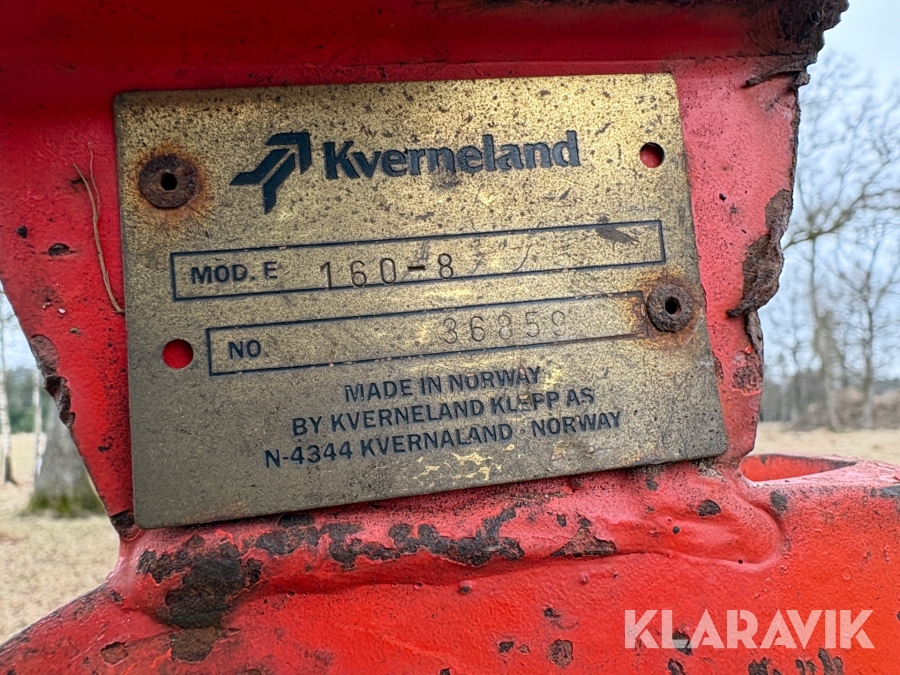 Kverneland
MOD. E 160-8
NO 36859
MADE IN NORWAY
BY KVERNELAND KLEPP AS
N-4344 KVERNALAND · NORWAY
KLARAVIK